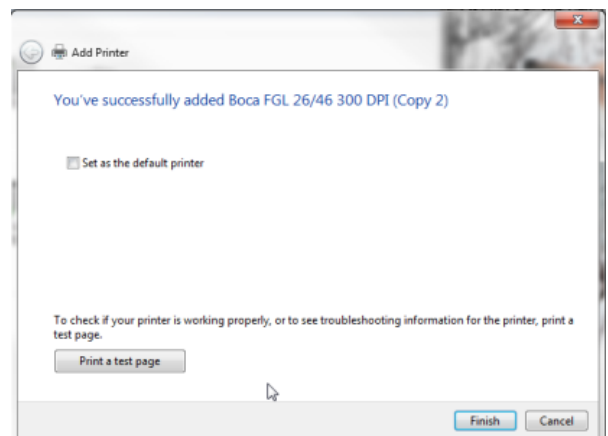 Add Printer
You've successfully added Boca FGL 26/46 300 DPI (Copy 2)
Set as the default printer
To check if your printer is working properly, or to see troubleshooting information for the printer, print a
test page.
Print a test page
Finish Cancel